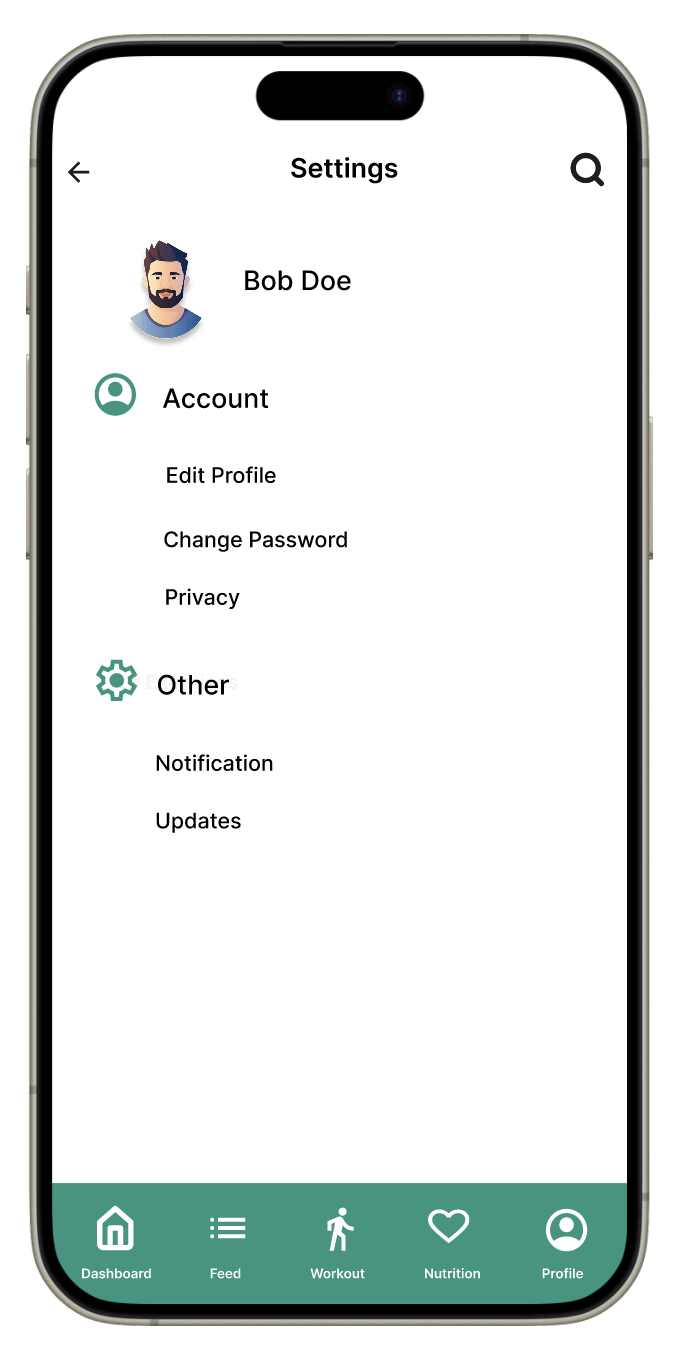 Settings
Bob Doe
Account
Edit Profile
Change Password
Privacy
Other
Notification
Updates
Dashboard Feed Workout Nutrition Profile